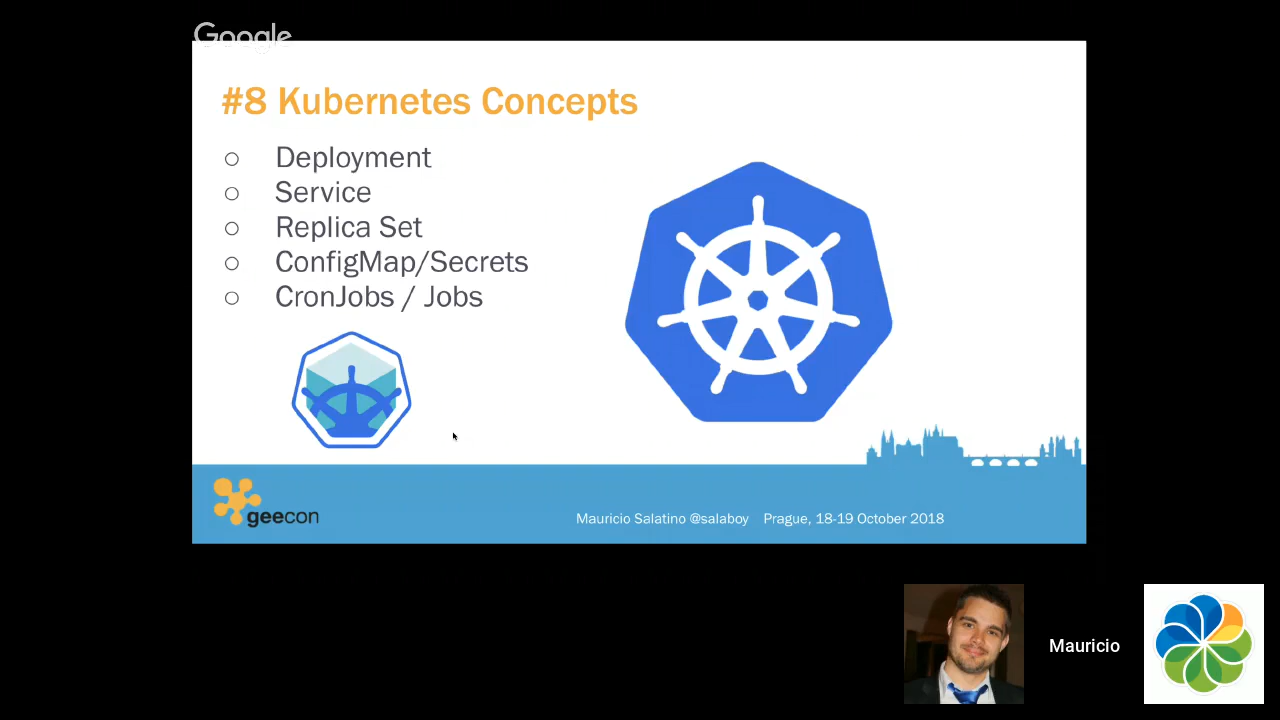 Google
#8 Kubernetes Concepts
○ Deployment
○ Service
○ Replica Set
○ ConfigMap/Secrets
○ CronJobs / Jobs
geecon
Mauricio Salatino @salaboy Prague, 18-19 October 2018
Mauricio